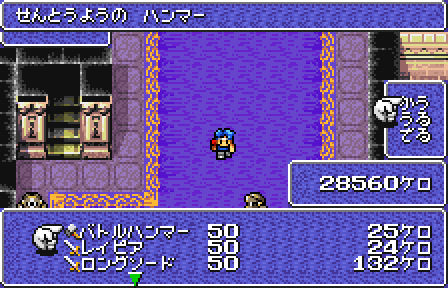 せんとうようの ハンマー
かう
うる
でる
28560ケロ
バトルハンマー 50 25ケロ
レイピア 50 24ケロ
ロングソード 50 132ケロ